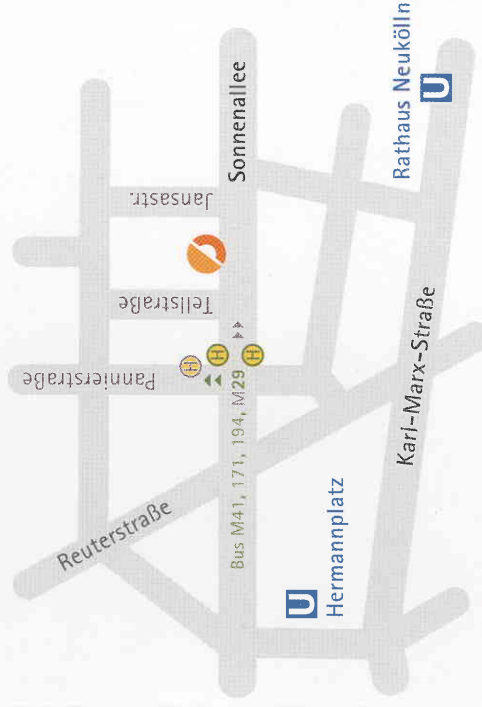 Jansastr.
Tellstraße
Pannierstraße
Sonnenallee
H
H
H
Bus M41, 171, 194, M29
Reuterstraße
Rathaus Neukölln
U
Karl-Marx-Straße
U
Hermannplatz